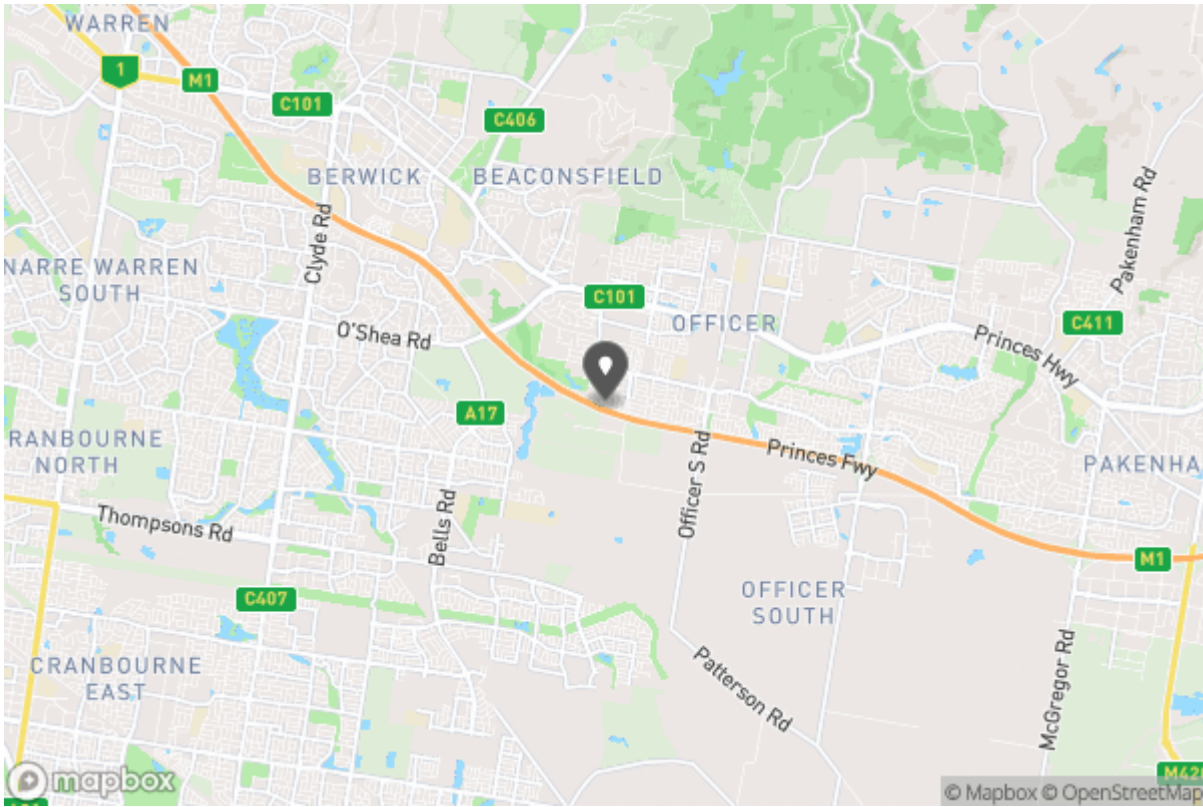 WARREN
1
M1
C101
C406
BERWICK
BEACONSFIELD
Pakenham Rd
Clyde Rd
NARRE WARREN
SOUTH
C101
OFFICER
C411
O'Shea Rd
Princes Hwy
A17
RANBOURNE
NORTH
Princes Fwy
PAKENHA
Officer S Rd
Bells Rd
Thompsons Rd
M1
C407
OFFICER
SOUTH
CRANBOURNE
EAST
Patterson Rd
McGregor Rd
mapbox
M420
© Mapbox © OpenStreetMap